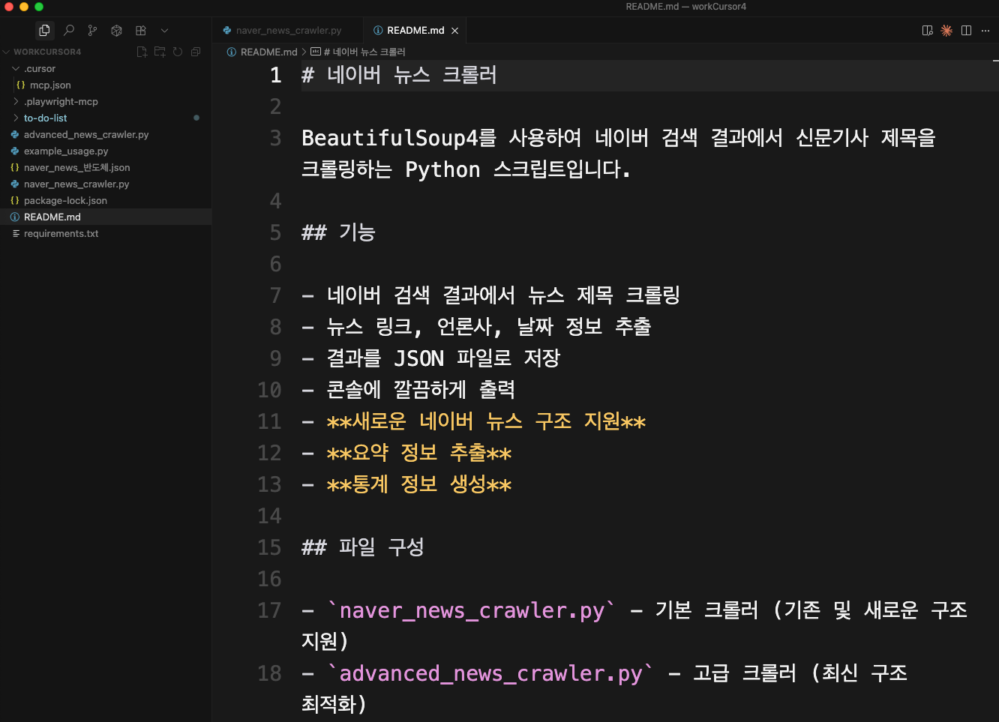 README.md — workCursor4
naver_news_crawler.py
README.md
WORKCURSOR4
README.md > # 네이버 뉴스 크롤러
.cursor
mcp.json
.playwright-mcp
to-do-list
advanced_news_crawler.py
example_usage.py
naver_news_반도체.json
naver_news_crawler.py
package-lock.json
README.md
requirements.txt
1 # 네이버 뉴스 크롤러
2
3 BeautifulSoup4를 사용하여 네이버 검색 결과에서 신문기사 제목을
크롤링하는 Python 스크립트입니다.
4
5 ## 기능
6
7 - 네이버 검색 결과에서 뉴스 제목 크롤링
8 - 뉴스 링크, 언론사, 날짜 정보 추출
9 - 결과를 JSON 파일로 저장
10 - 콘솔에 깔끔하게 출력
11 - **새로운 네이버 뉴스 구조 지원**
12 - **요약 정보 추출**
13 - **통계 정보 생성**
14
15 ## 파일 구성
16
17 - `naver_news_crawler.py` - 기본 크롤러 (기존 및 새로운 구조
지원)
18 - `advanced_news_crawler.py` - 고급 크롤러 (최신 구조
최적화)